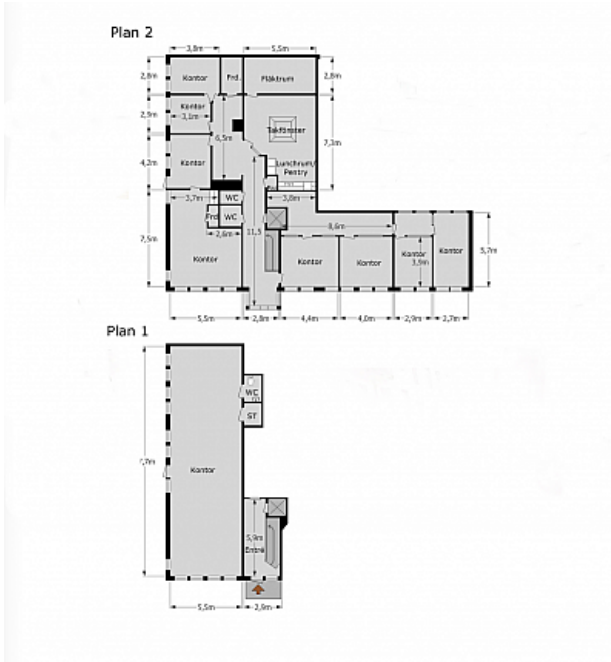 Plan 2
3,8m
5,5m
2,8m
Kontor
Frd.
Fläktrum
2,8m
2,9m
Kontor
3,1m
6,5m
Takfönster
7,3m
4,2m
Kontor
Lunchrum/
Pentry
3,7m
WC
3,8m
Frd
WC
2,6m
11,5
8,6m
7,5m
Kontor
Kontor
Kontor
Kontor
3,9m
Kontor
5,7m
5,5m
2,8m
4,4m
4,0m
2,9m
2,7m
Plan 1
WC
ST
7,7m
Kontor
5,9m
Entré
5,5m
2,9m